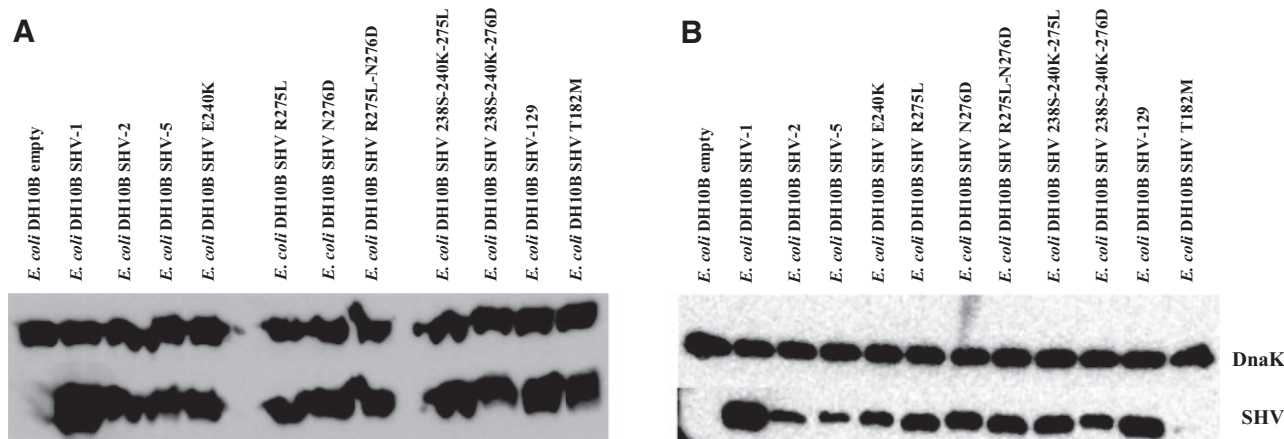 A
E. coli DH10B empty
E. coli DH10B SHV-1
E. coli DH10B SHV-2
E. coli DH10B SHV-5
E. coli DH10B SHV E240K
E. coli DH10B SHV R275L
E. coli DH10B SHV N276D
E. coli DH10B SHV R275L-N276D
E. coli DH10B SHV 238S-240K-275L
E. coli DH10B SHV 238S-240K-276D
E. coli DH10B SHV-129
E. coli DH10B SHV T182M
B
E. coli DH10B empty
E. coli DH10B SHV-1
E. coli DH10B SHV-2
E. coli DH10B SHV-5
E. coli DH10B SHV E240K
E. coli DH10B SHV R275L
E. coli DH10B SHV N276D
E. coli DH10B SHV R275L-N276D
E. coli DH10B SHV 238S-240K-275L
E. coli DH10B SHV 238S-240K-276D
E. coli DH10B SHV-129
E. coli DH10B SHV T182M
DnaK
SHV